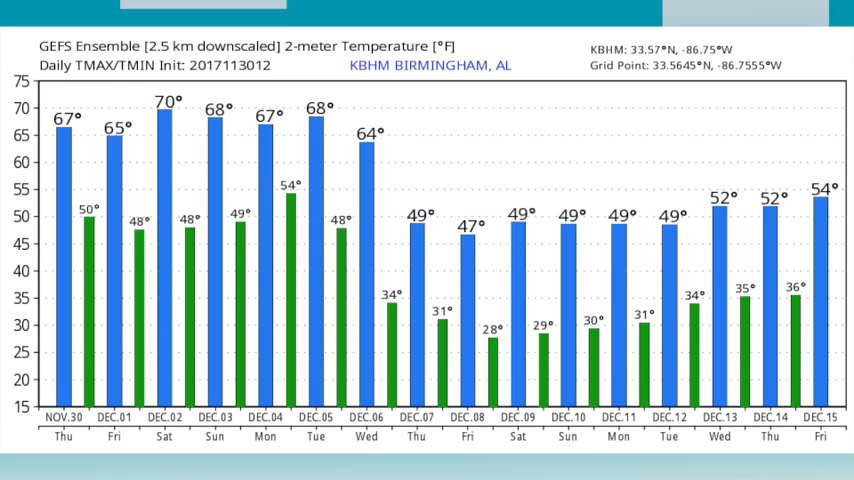 GEFS Ensemble [2.5 km downscaled] 2-meter Temperature [°F]
KBHM: 33.57°N, -86.75°W
Daily TMAX/TMIN Init: 2017113012
KBHM BIRMINGHAM, AL
Grid Point: 33.5645°N, -86.7555°W
75
70
65
60
55
50
45
40
35
30
25
20
15
67° 65° 70° 68° 67° 68° 64° 49° 47° 49° 49° 49° 49° 52° 52° 54°
50° 48° 48° 49° 54° 48° 34° 31° 28° 29° 30° 31° 34° 35° 36°
NOV.30 DEC.01 DEC.02 DEC.03 DEC.04 DEC.05 DEC.06 DEC.07 DEC.08 DEC.09 DEC.10 DEC.11 DEC.12 DEC.13 DEC.14 DEC.15
Thu Fri Sat Sun Mon Tue Wed Thu Fri Sat Sun Mon Tue Wed Thu Fri